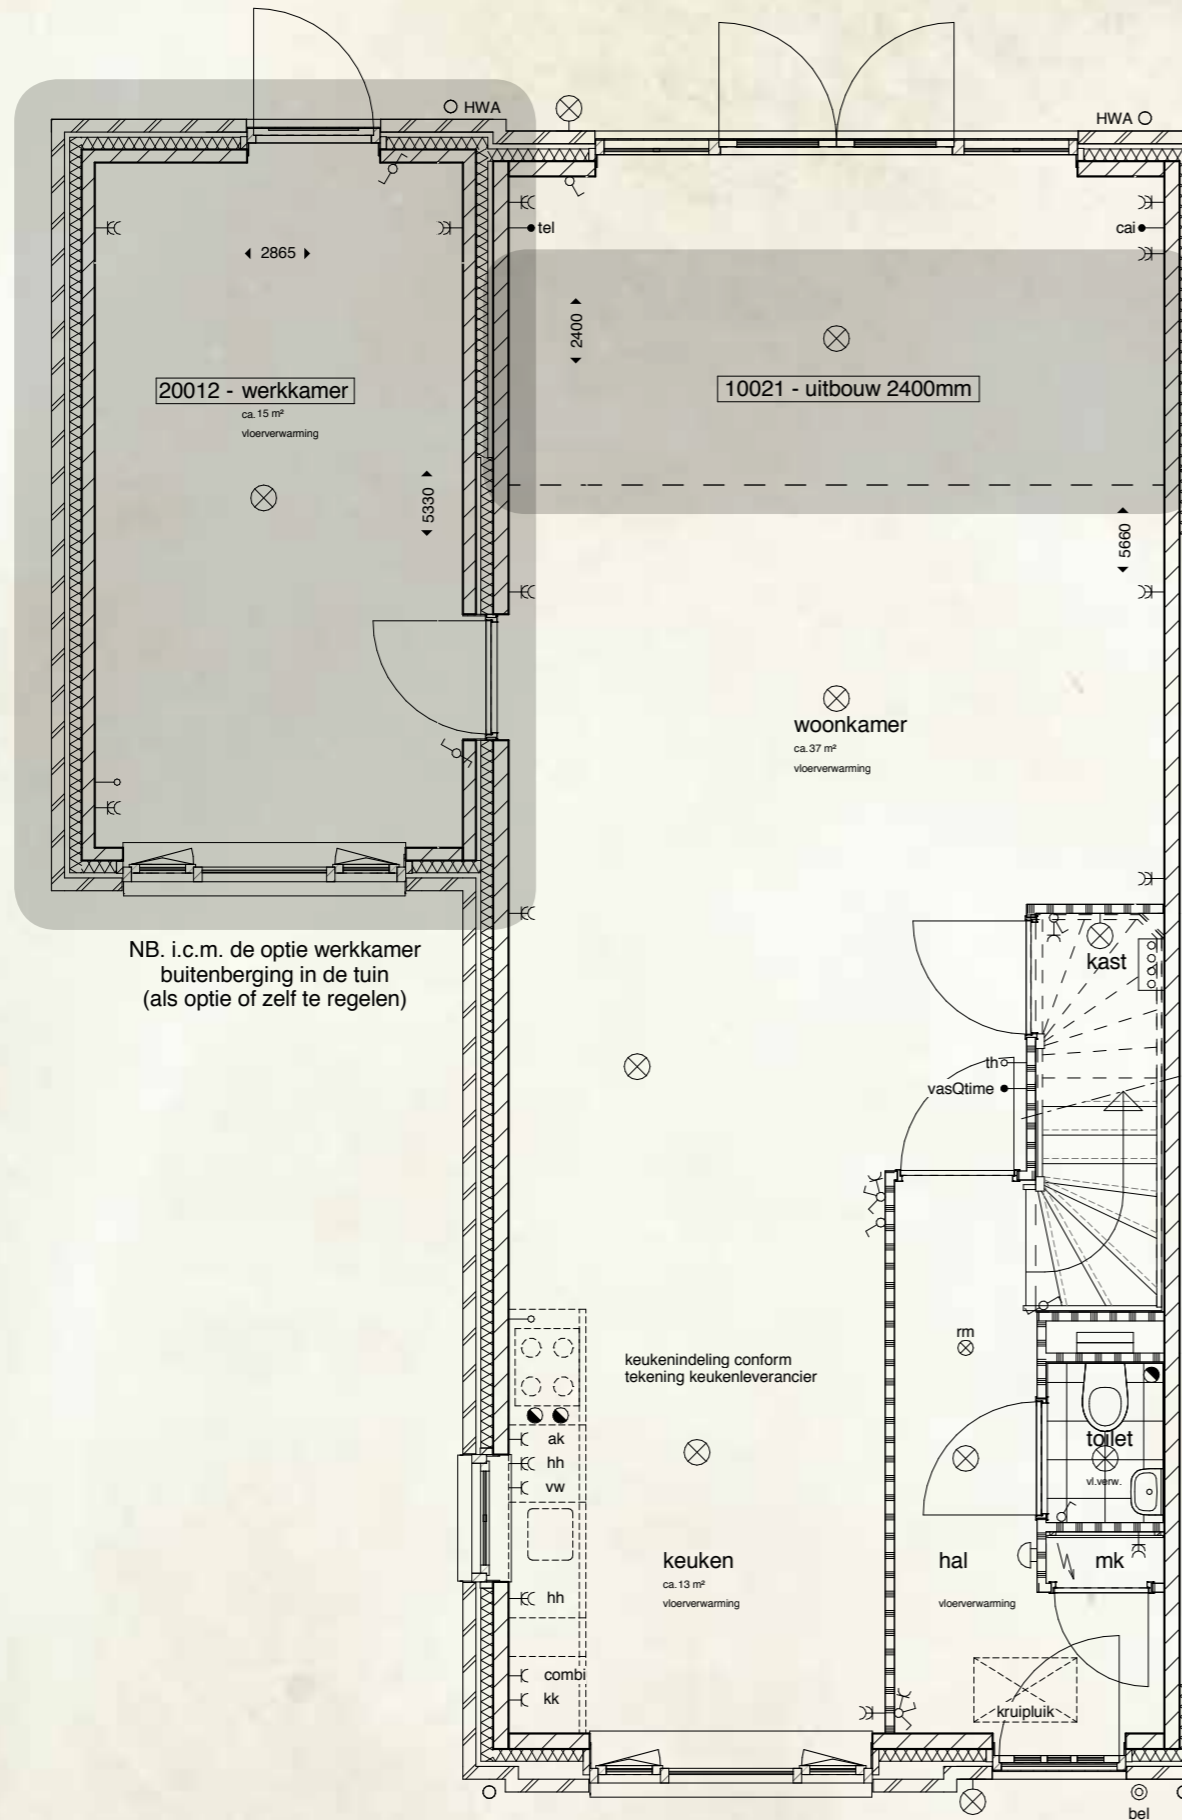 HWA
HWA
tel
cai
2865
2400
20012 - werkkamer
ca. 15 m²
vloerverwarming
10021 - uitbouw 2400mm
5330
5660
woonkamer
ca. 37 m²
vloerverwarming
NB. i.c.m. de optie werkkamer
buitenberging in de tuin
(als optie of zelf te regelen)
kast
th
vasQtime
rm
keukenindeling conform
tekening keukenleverancier
ak
hh
vw
toilet
vl.verw.
keuken
ca. 13 m²
vloerverwarming
hal
vloerverwarming
mk
hh
combi
kk
kruipluik
bel